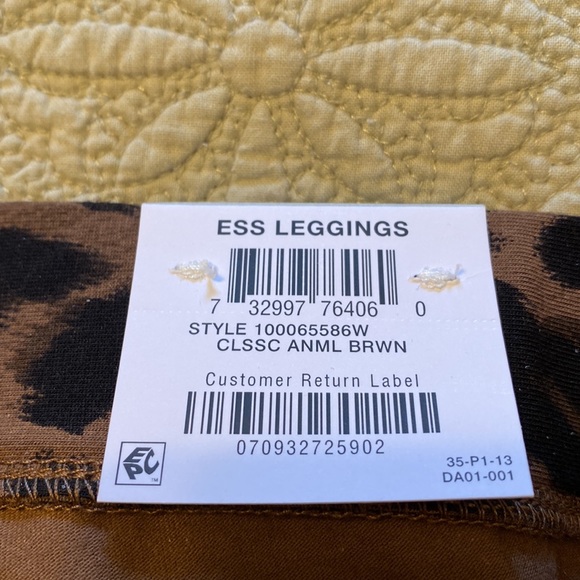 ESS LEGGINGS
7 32997 76406 0
STYLE 100065586W
CLSSC ANML BRWN
Customer Return Label
070932725902
EPC TM
35-P1-13
DA01-001